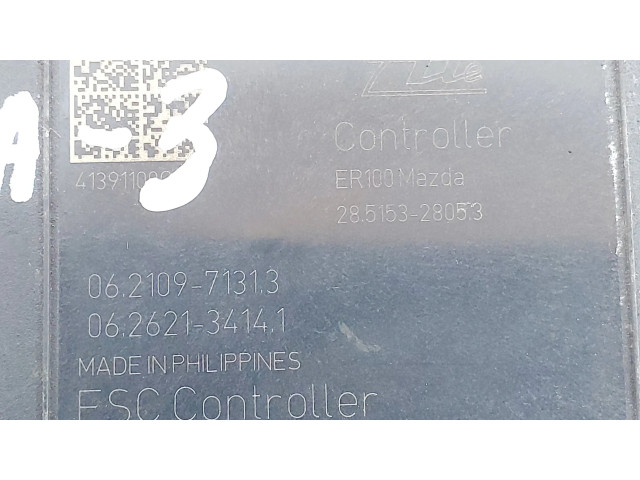 Ate
A-3
Controller
ER100 Mazda
28.5153-2805.3
06.2109-7131.3
06.2621-3414.1
MADE IN PHILIPPINES
ESC Controller